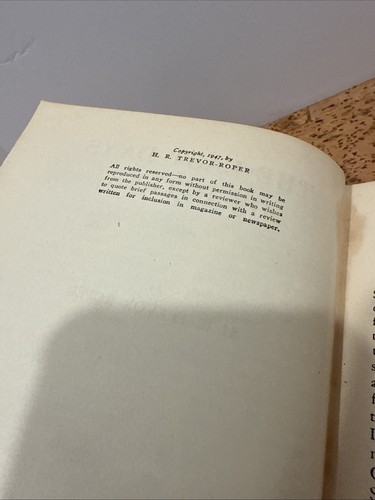 Copyright, 1947, by
H. R. TREVOR-ROPER
All rights reserved—no part of this book may be
reproduced in any form without permission in writing
from the publisher, except by a reviewer who wishes
to quote brief passages in connection with a review
written for inclusion in magazine or newspaper.